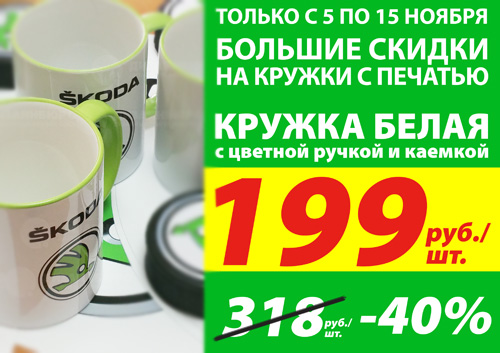 ТОЛЬКО С 5 ПО 15 НОЯБРЯ
БОЛЬШИЕ СКИДКИ
НА КРУЖКИ С ПЕЧАТЬЮ
КРУЖКА БЕЛАЯ
с цветной ручкой и каемкой
199 руб./шт.
318 руб./шт. -40%
ŠKODA
ŠKODA